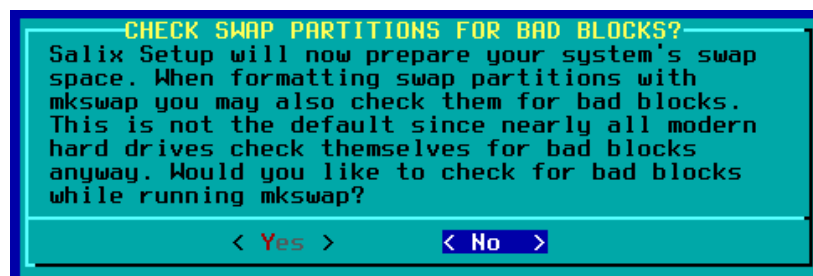 CHECK SWAP PARTITIONS FOR BAD BLOCKS?
Salix Setup will now prepare your system's swap
space. When formatting swap partitions with
mkswap you may also check them for bad blocks.
This is not the default since nearly all modern
hard drives check themselves for bad blocks
anyway. Would you like to check for bad blocks
while running mkswap?
< Yes > < No >